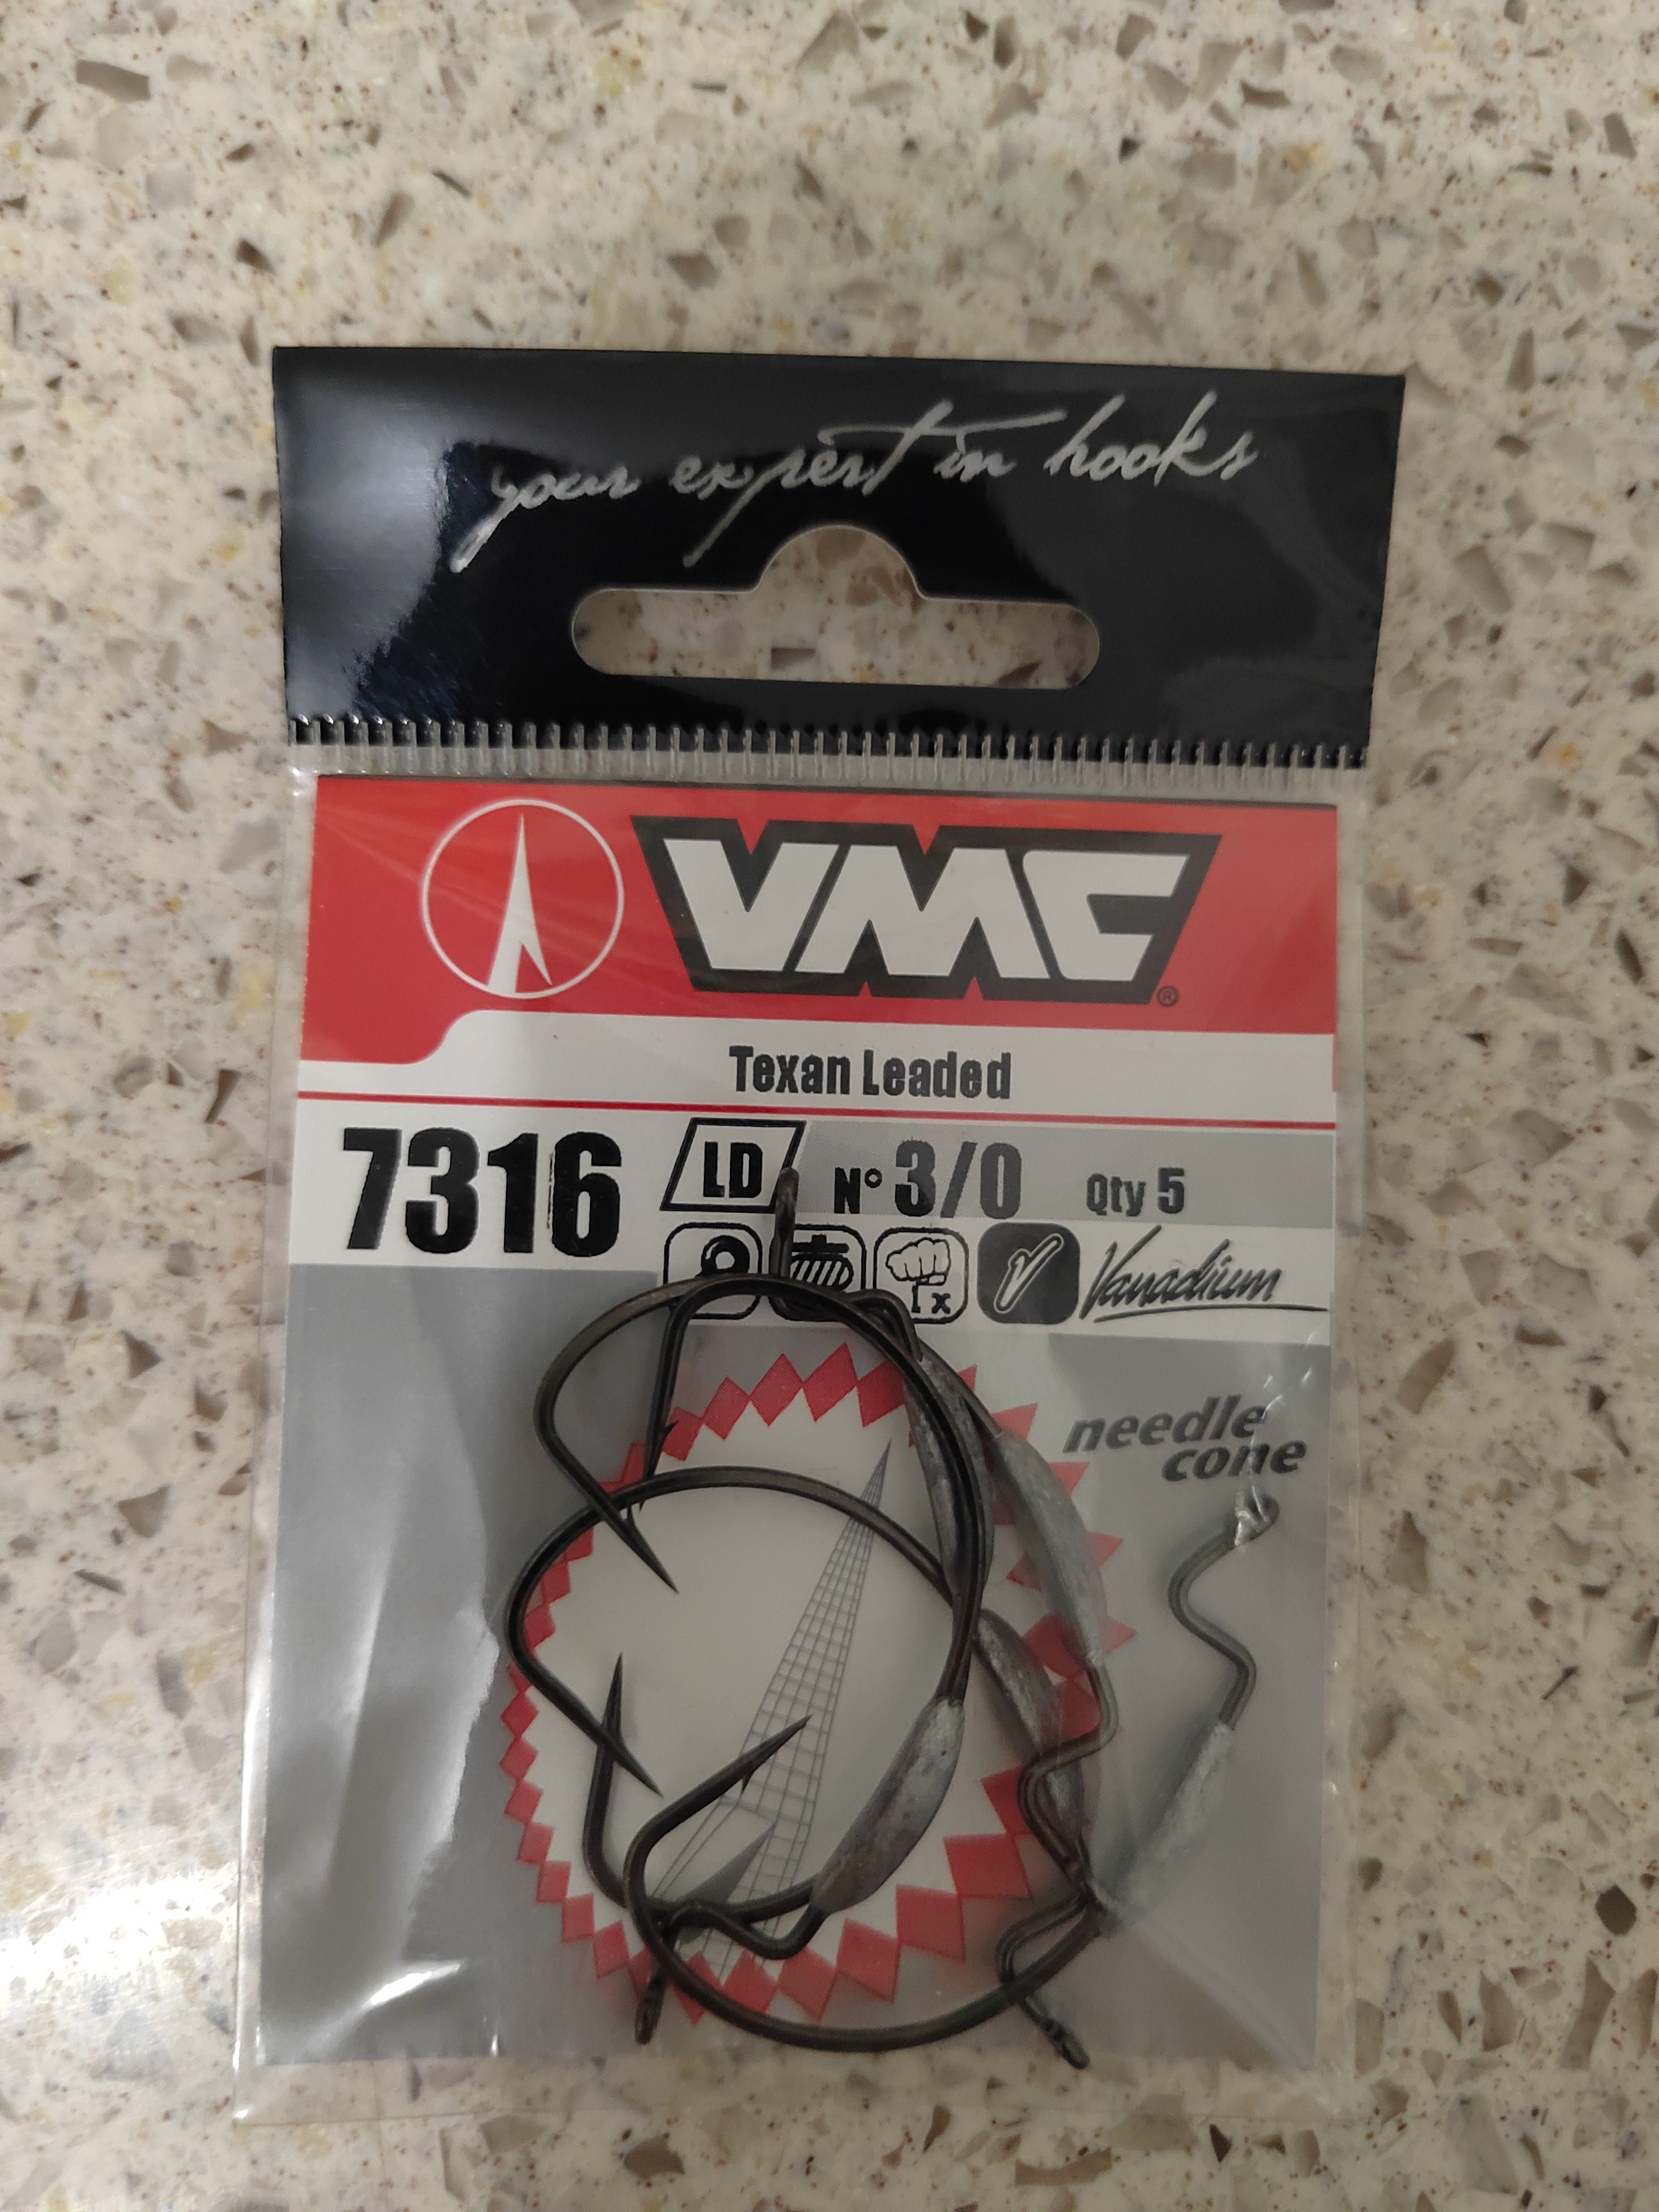 your expert in hooks
VMC®
Texan Leaded
7316 LD N° 3/0 Qty 5
1x Vanadium
needle
cone